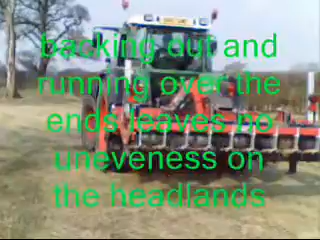 backing out and
running over the
ends leaves no
uneveness on
the headlands